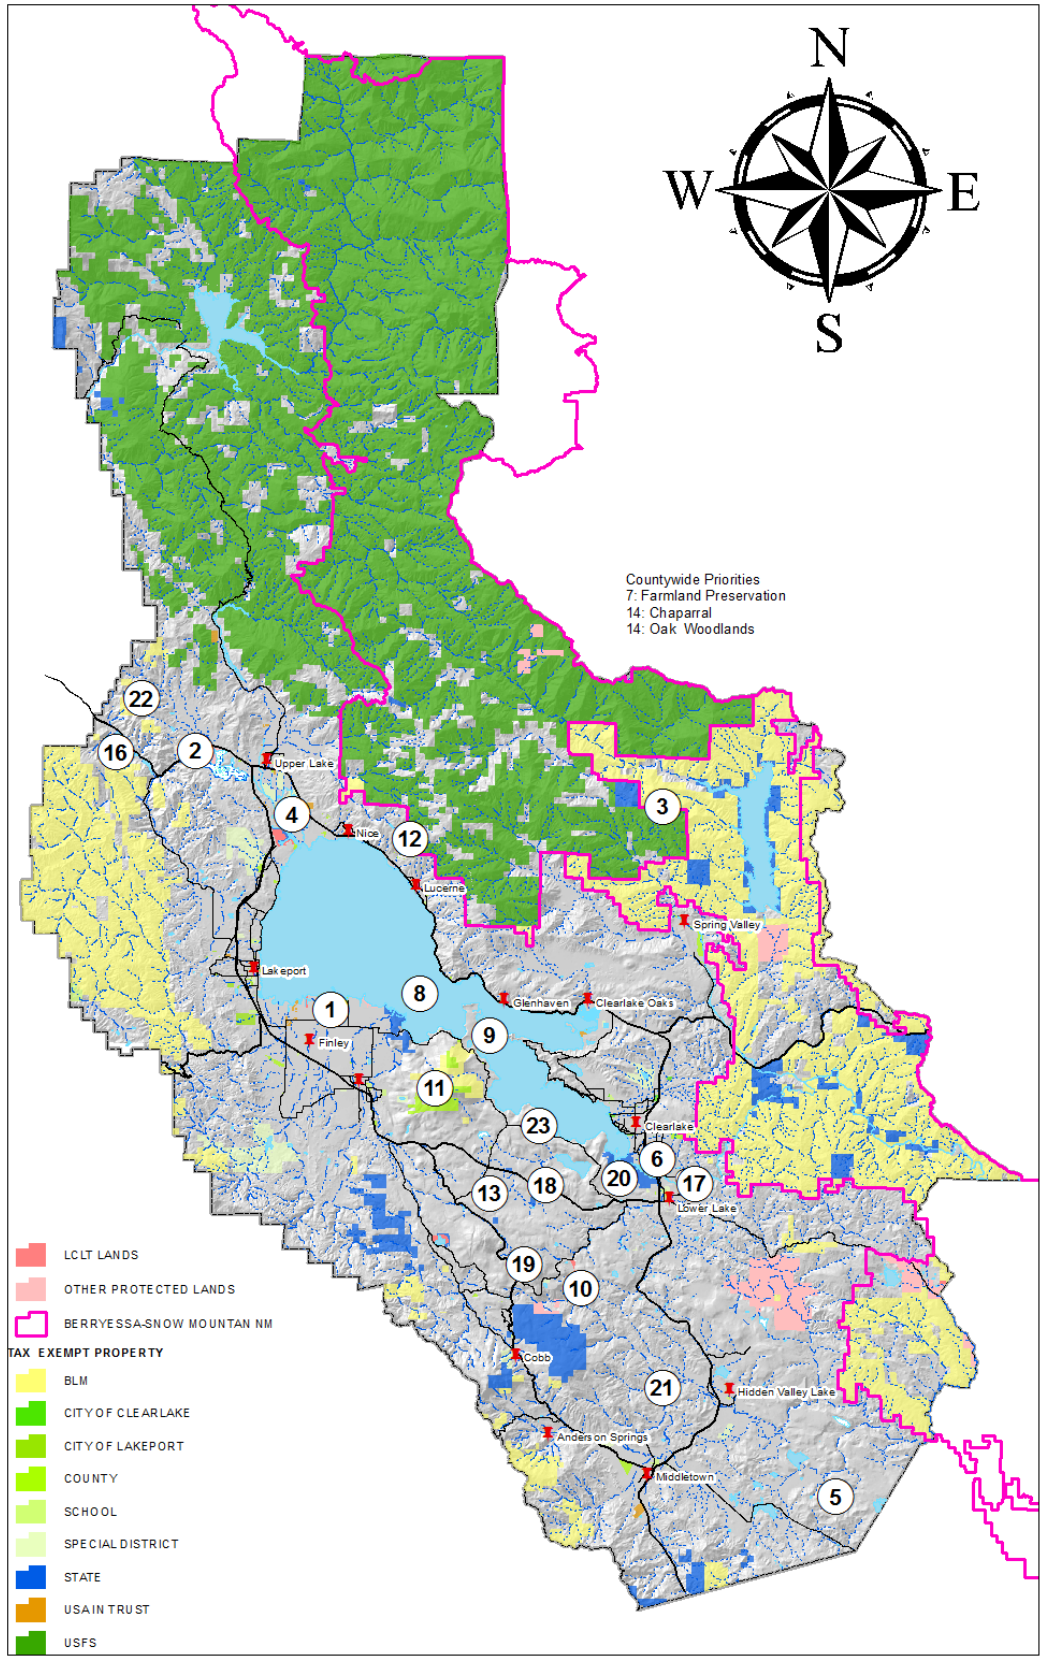 N
W
E
S
Countywide Priorities
7: Farmland Preservation
14: Chaparral
14: Oak Woodlands
22
16
2
Upper Lake
4
Nice
12
3
Lucerne
Spring Valley
Lakeport
8
Glenhaven
Clearlake Oaks
1
9
Finley
11
23
Clearlake
6
20
17
18
13
Lower Lake
19
10
Cobb
21
Hidden Valley Lake
Anderson Springs
Middletown
5
LCLT LANDS
OTHER PROTECTED LANDS
BERRYESSA-SNOW MOUNTAN NM
TAX EXEMPT PROPERTY
BLM
CITY OF CLEARLAKE
CITY OF LAKEPORT
COUNTY
SCHOOL
SPECIAL DISTRICT
STATE
USA IN TRUST
USFS